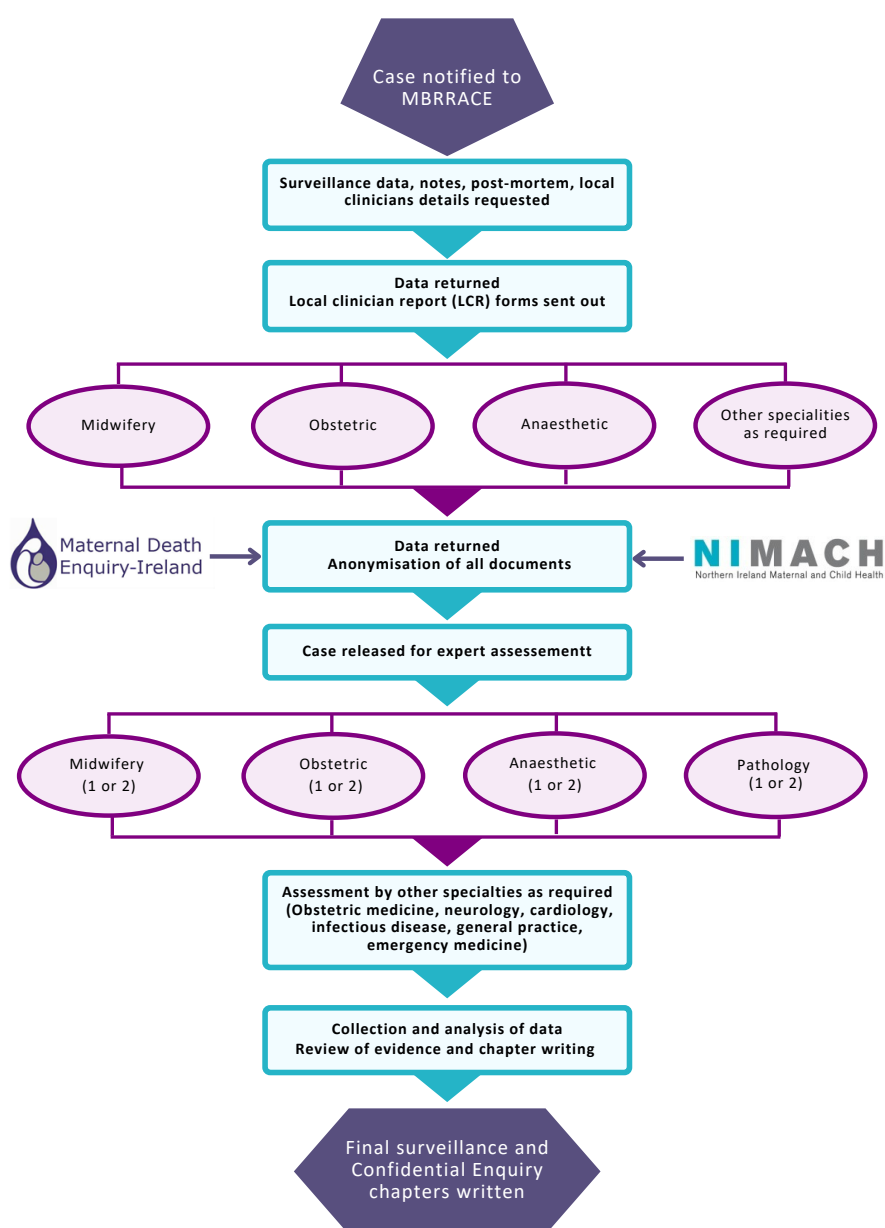 Case notified to
MBRRACE
Surveillance data, notes, post-mortem, local
clinicians details requested
Data returned
Local clinician report (LCR) forms sent out
Midwifery
Obstetric
Anaesthetic
Other specialities
as required
Maternal Death
Enquiry-Ireland
Data returned
Anonymisation of all documents
NIMACH
Northern Ireland Maternal and Child Health
Case released for expert assessementt
Midwifery
(1 or 2)
Obstetric
(1 or 2)
Anaesthetic
(1 or 2)
Pathology
(1 or 2)
Assessment by other specialties as required
(Obstetric medicine, neurology, cardiology,
infectious disease, general practice,
emergency medicine)
Collection and analysis of data
Review of evidence and chapter writing
Final surveillance and
Confidential Enquiry
chapters written